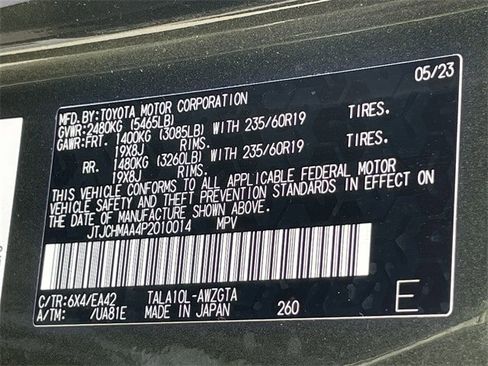 05/23
MFD.BY:TOYOTA MOTOR CORPORATION
GVWR:2480KG (5465LB)
GAWR:FRT. 1400KG (3085LB) WITH 235/60R19 TIRES.
19X8J RIMS.
RR. 1480KG (3260LB) WITH 235/60R19 TIRES.
19X8J RIMS.
THIS VEHICLE CONFORMS TO ALL APPLICABLE FEDERAL MOTOR
VEHICLE SAFETY AND THEFT PREVENTION STANDARDS IN EFFECT ON
THE DATE OF MANUFACTURE SHOWN ABOVE.
JTJCHMAA4P2010014 MPV
C/TR:6X4/EA42 TALA10L-AWZGTA
A/TM: /UA81E MADE IN JAPAN 260 E